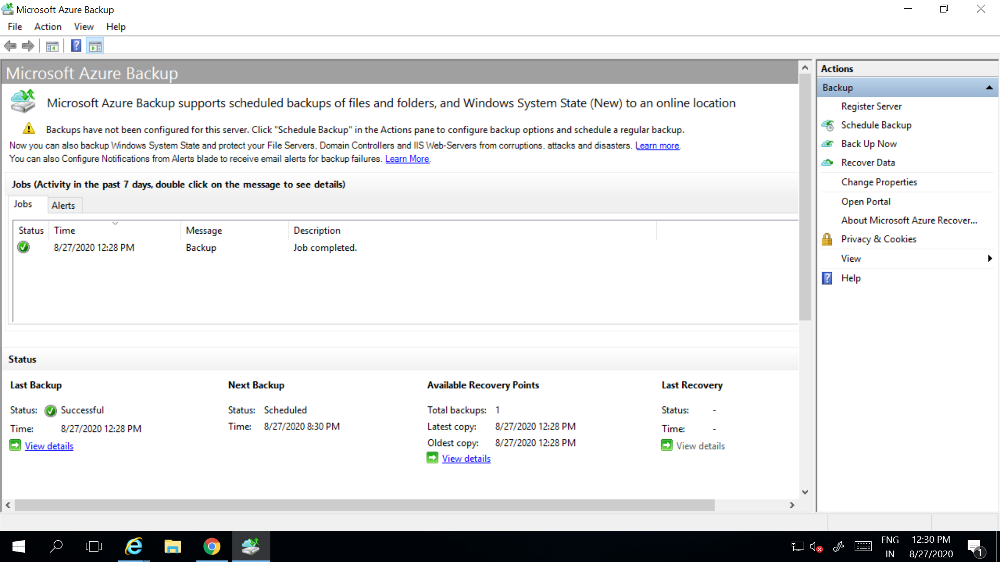 Microsoft Azure Backup
File Action View Help
Microsoft Azure Backup
Microsoft Azure Backup supports scheduled backups of files and folders, and Windows System State (New) to an online location
Backups have not been configured for this server. Click "Schedule Backup" in the Actions pane to configure backup options and schedule a regular backup.
Now you can also backup Windows System State and protect your File Servers, Domain Controllers and IIS Web-Servers from corruptions, attacks and disasters. Learn more.
You can also Configure Notifications from Alerts blade to receive email alerts for backup failures. Learn More.
Jobs (Activity in the past 7 days, double click on the message to see details)
Jobs Alerts
Status Time Message Description
8/27/2020 12:28 PM Backup Job completed.
Status
Last Backup
Status: Successful
Time: 8/27/2020 12:28 PM
View details
Next Backup
Status: Scheduled
Time: 8/27/2020 8:30 PM
Available Recovery Points
Total backups: 1
Latest copy: 8/27/2020 12:28 PM
Oldest copy: 8/27/2020 12:28 PM
View details
Last Recovery
Status: -
Time: -
View details
Actions
Backup
Register Server
Schedule Backup
Back Up Now
Recover Data
Change Properties
Open Portal
About Microsoft Azure Recover...
Privacy & Cookies
View
Help
ENG
IN
12:30 PM
8/27/2020
1